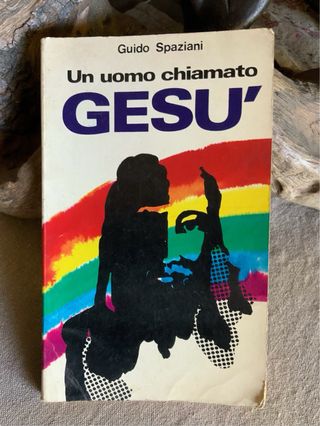 Guido Spaziani
Un uomo chiamato
GESU'